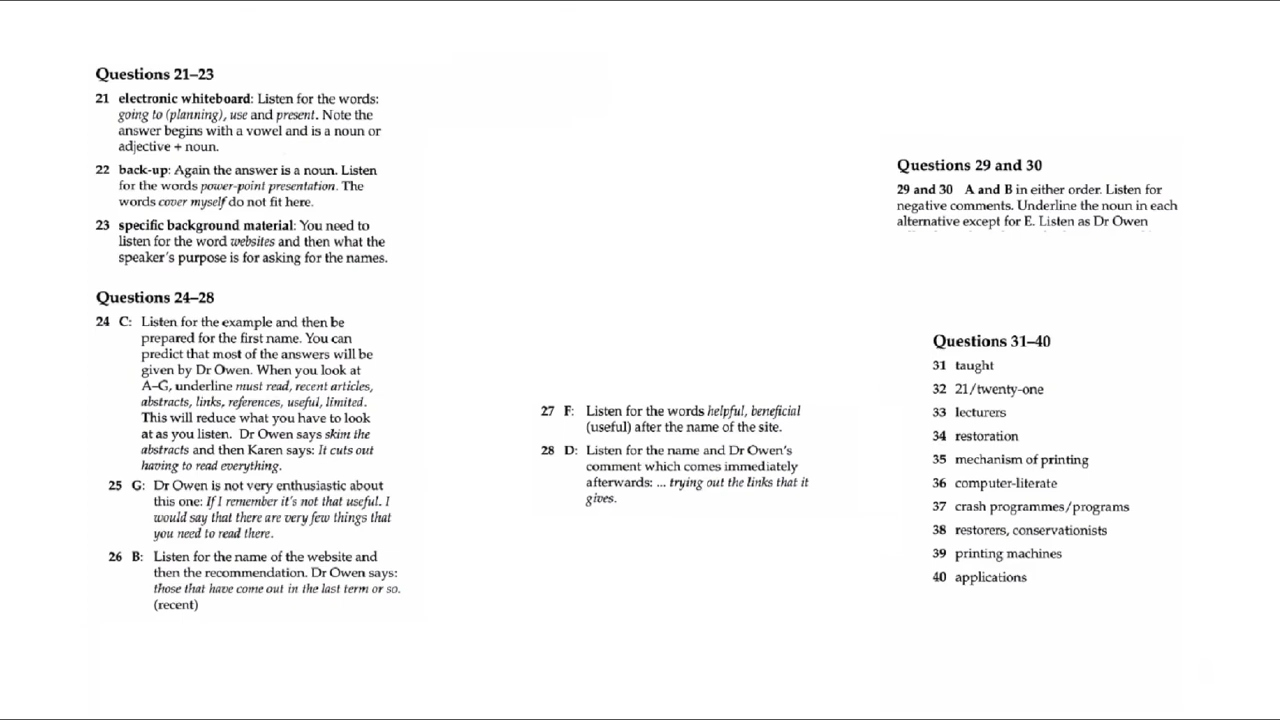 Questions 21–23
21 electronic whiteboard: Listen for the words:
going to (planning), use and present. Note the
answer begins with a vowel and is a noun or
adjective + noun.
22 back-up: Again the answer is a noun. Listen
for the words power-point presentation. The
words cover myself do not fit here.
23 specific background material: You need to
listen for the word websites and then what the
speaker's purpose is for asking for the names.
Questions 24–28
24 C: Listen for the example and then be
prepared for the first name. You can
predict that most of the answers will be
given by Dr Owen. When you look at
A–G, underline must read, recent articles,
abstracts, links, references, useful, limited.
This will reduce what you have to look
at as you listen. Dr Owen says skim the
abstracts and then Karen says: It cuts out
having to read everything.
25 G: Dr Owen is not very enthusiastic about
this one: If I remember it's not that useful. I
would say that there are very few things that
you need to read there.
26 B: Listen for the name of the website and
then the recommendation. Dr Owen says:
those that have come out in the last term or so.
(recent)
27 F: Listen for the words helpful, beneficial
(useful) after the name of the site.
28 D: Listen for the name and Dr Owen's
comment which comes immediately
afterwards: ... trying out the links that it
gives.
Questions 29 and 30
29 and 30 A and B in either order. Listen for
negative comments. Underline the noun in each
alternative except for E. Listen as Dr Owen
Questions 31–40
31 taught
32 21/twenty-one
33 lecturers
34 restoration
35 mechanism of printing
36 computer-literate
37 crash programmes/programs
38 restorers, conservationists
39 printing machines
40 applications